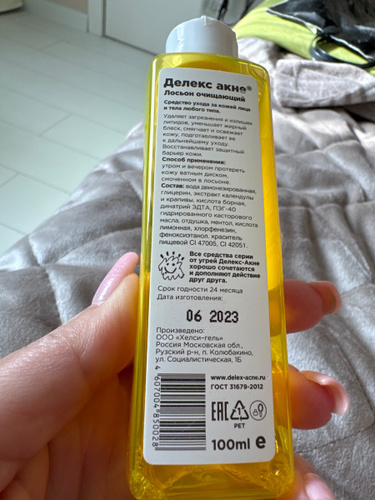 Делекс акне®
Лосьон очищающий
Средство ухода за кожей лица
и тела любого типа.
Удаляет загрязнение и излишек
липидов, уменьшает жирный
блеск, смягчает и освежает
кожу, подготавливает ее
к дальнейшему уходу.
Восстанавливает защитный
барьер кожи.
Способ применения:
утром и вечером протереть
кожу ватным диском,
смоченном в лосьоне.
Состав: вода деионизированная,
глицерин, экстракт календулы
и крапивы, кислота борная,
динатрий ЭДТА, ПЭГ-40
гидрированного касторового
масла, отдушка, ментол, кислота
лимонная, хлорфенезин,
феноксиэтанол. краситель
пищевой CI 47005, CI 42051.
Все средства серии
от угрей Делекс-Акне
хорошо сочетаются
и дополняют действие
друг друга.
Срок годности 24 месяца
Дата изготовления:
06 2023
Произведено:
ООО «Хелси-гель»
Россия Московская обл.,
Рузский р-н, п. Колюбакино,
ул. Социалистическая, 1Б
4607004850028
www.delex-acne.ru
ГОСТ 31679-2012
EAC
PET
100ml e